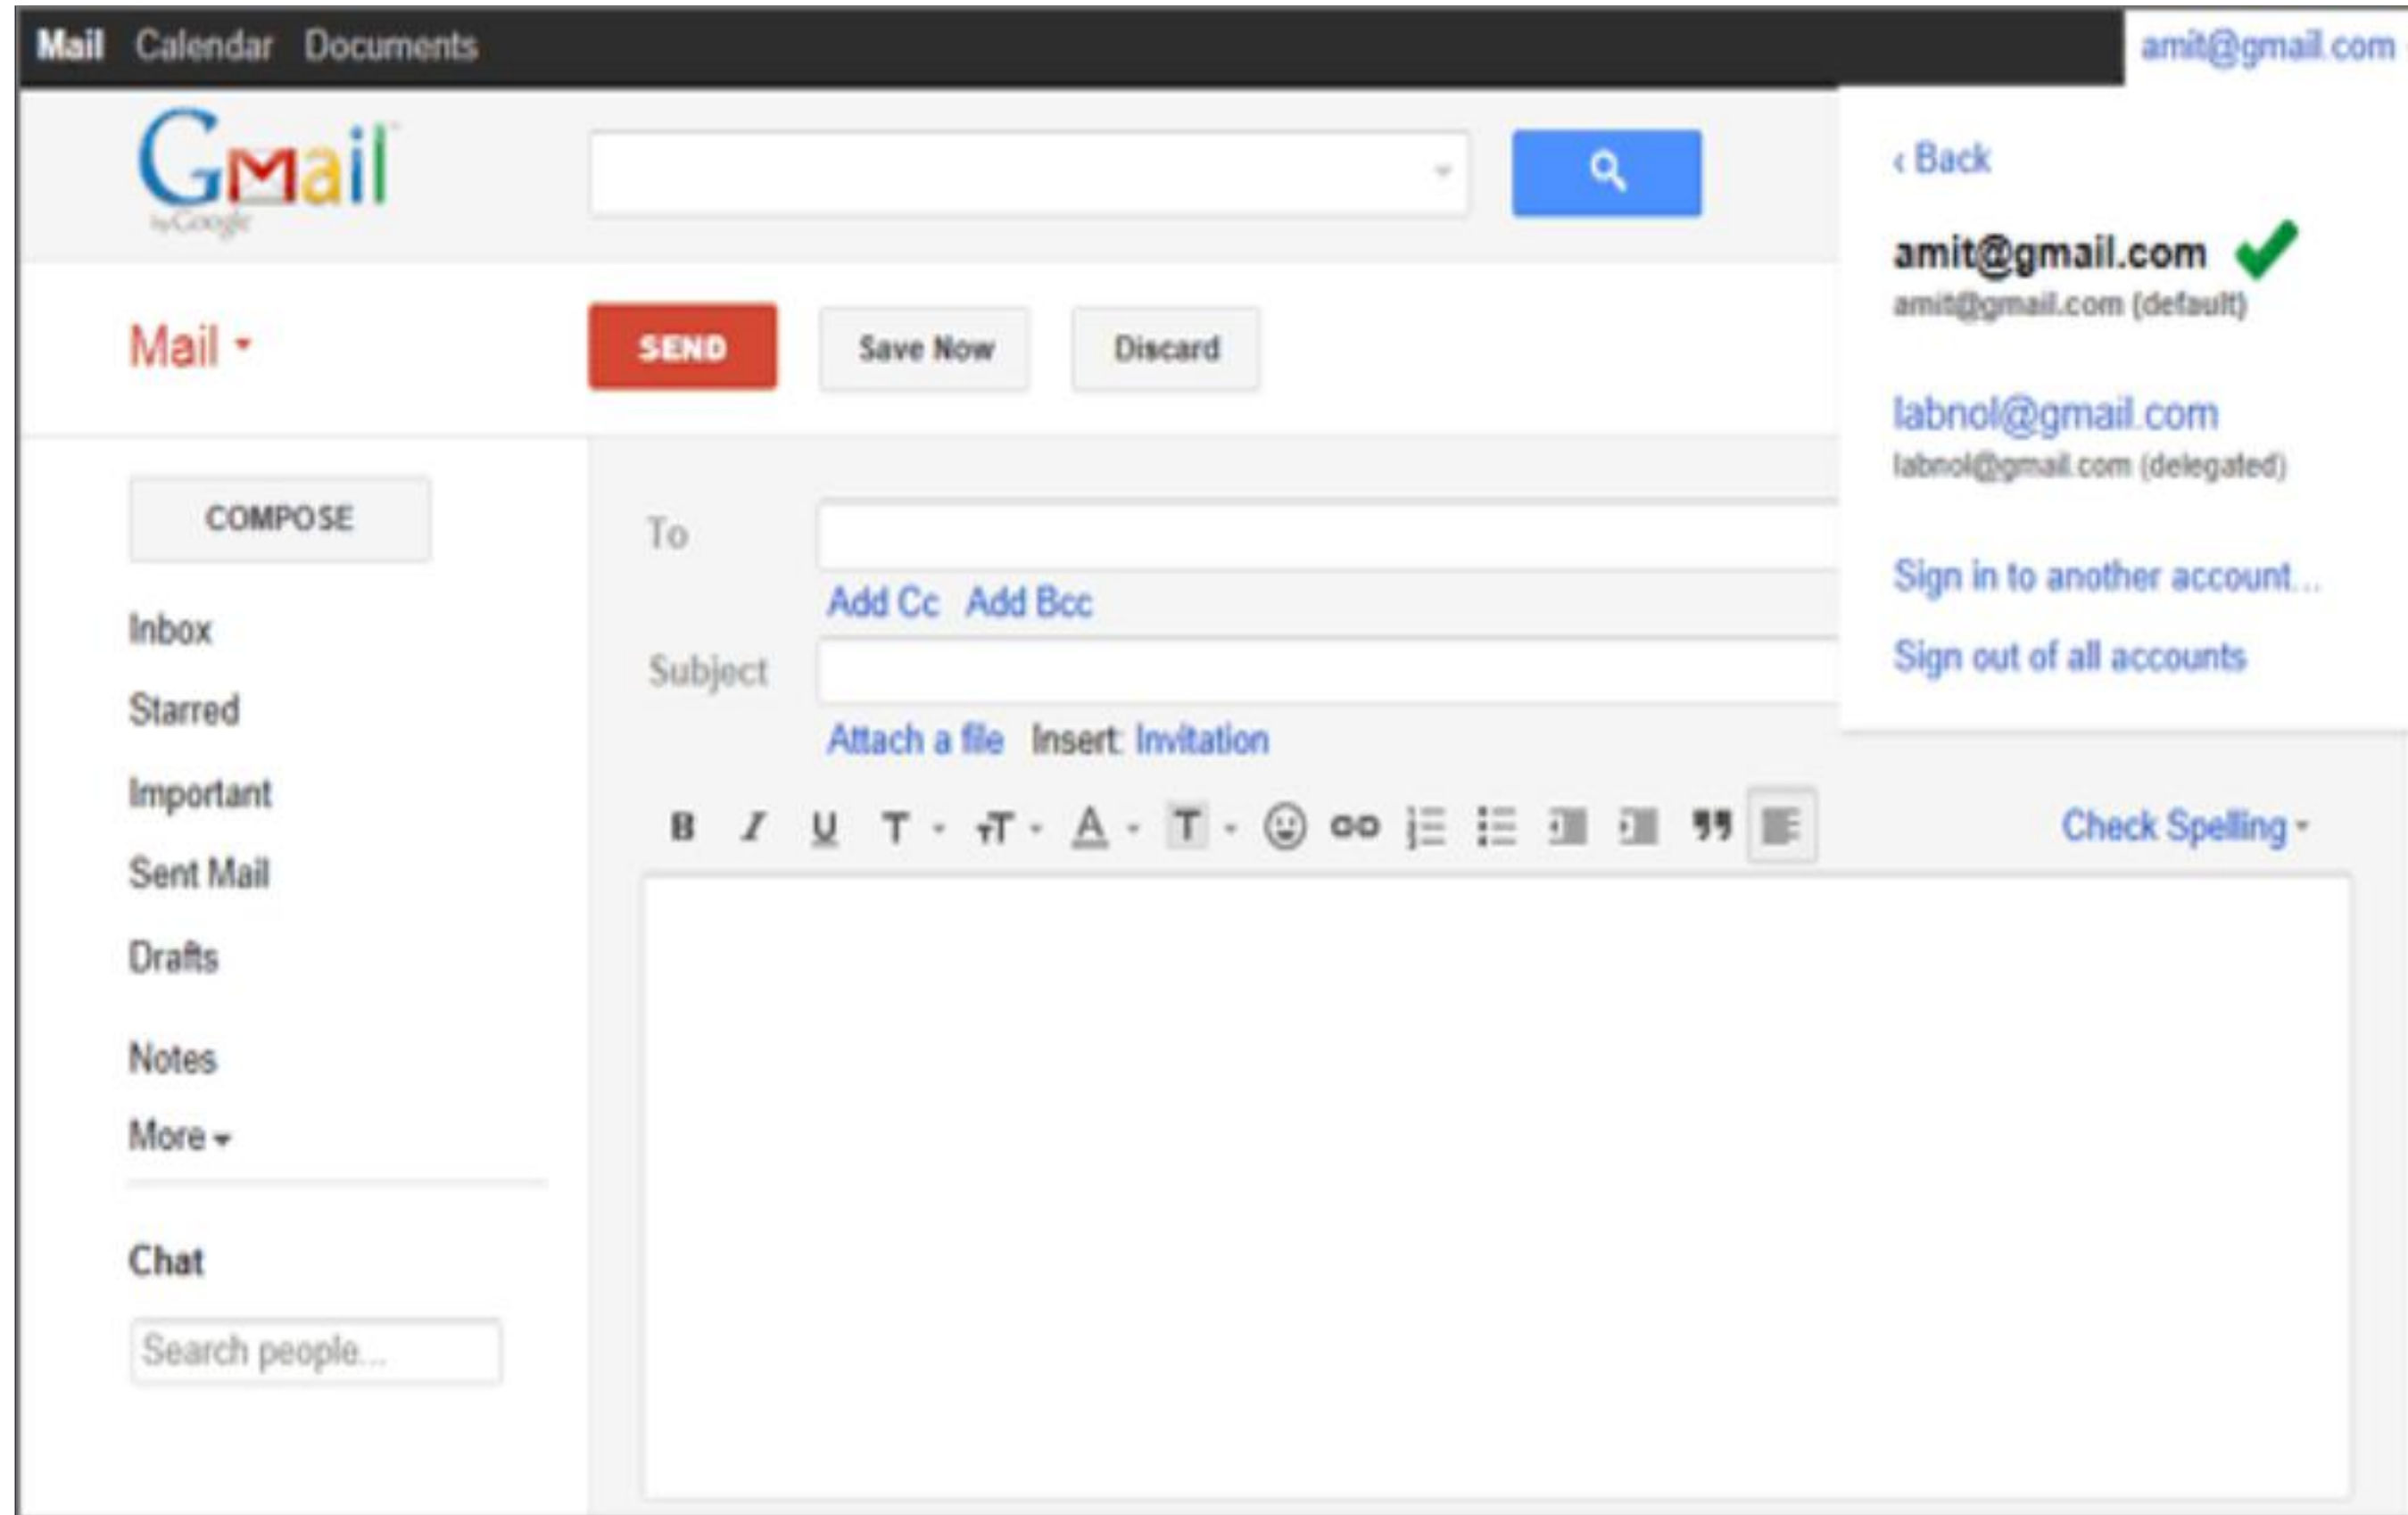 Mail Calendar Documents amit@gmail.com
Gmail
by Google
‹ Back
amit@gmail.com
amit@gmail.com (default)
labnol@gmail.com
labnol@gmail.com (delegated)
Sign in to another account...
Sign out of all accounts
Mail
SEND Save Now Discard
COMPOSE
Inbox
Starred
Important
Sent Mail
Drafts
Notes
More
Chat
Search people...
To
Add Cc Add Bcc
Subject
Attach a file Insert: Invitation
B I U T TT A T Check Spelling